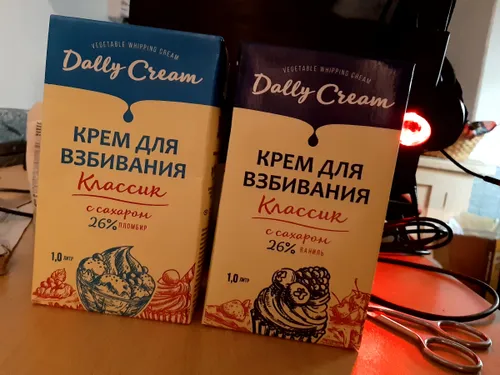 VEGETABLE WHIPPING CREAM
Dally Cream
КРЕМ ДЛЯ
ВЗБИВАНИЯ
Классик
с сахаром
26% ПЛОМБИР
1,0 ЛИТР
VEGETABLE WHIPPING CREAM
Dally Cream
КРЕМ ДЛЯ
ВЗБИВАНИЯ
Классик
с сахаром
26% ВАНИЛЬ
1,0 ЛИТР